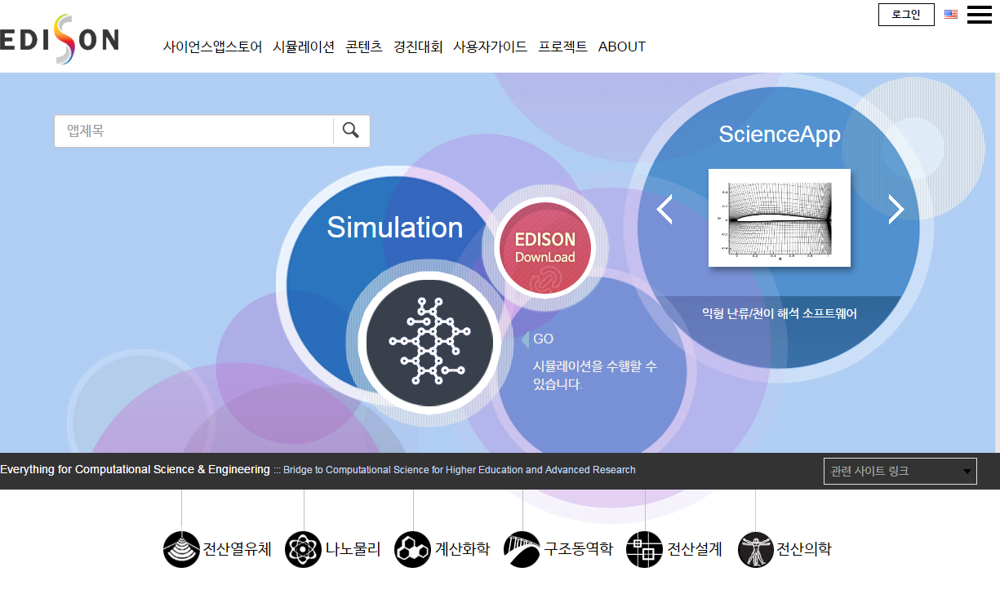 로그인
EDISON
사이언스앱스토어 시뮬레이션 콘텐츠 경진대회 사용자가이드 프로젝트 ABOUT
앱제목
ScienceApp
Simulation
EDISON
DownLoad
익형 난류/천이 해석 소프트웨어
GO
시뮬레이션을 수행할 수
있습니다.
Everything for Computational Science & Engineering ::: Bridge to Computational Science for Higher Education and Advanced Research
관련 사이트 링크
전산열유체 나노물리 계산화학 구조동역학 전산설계 전산의학